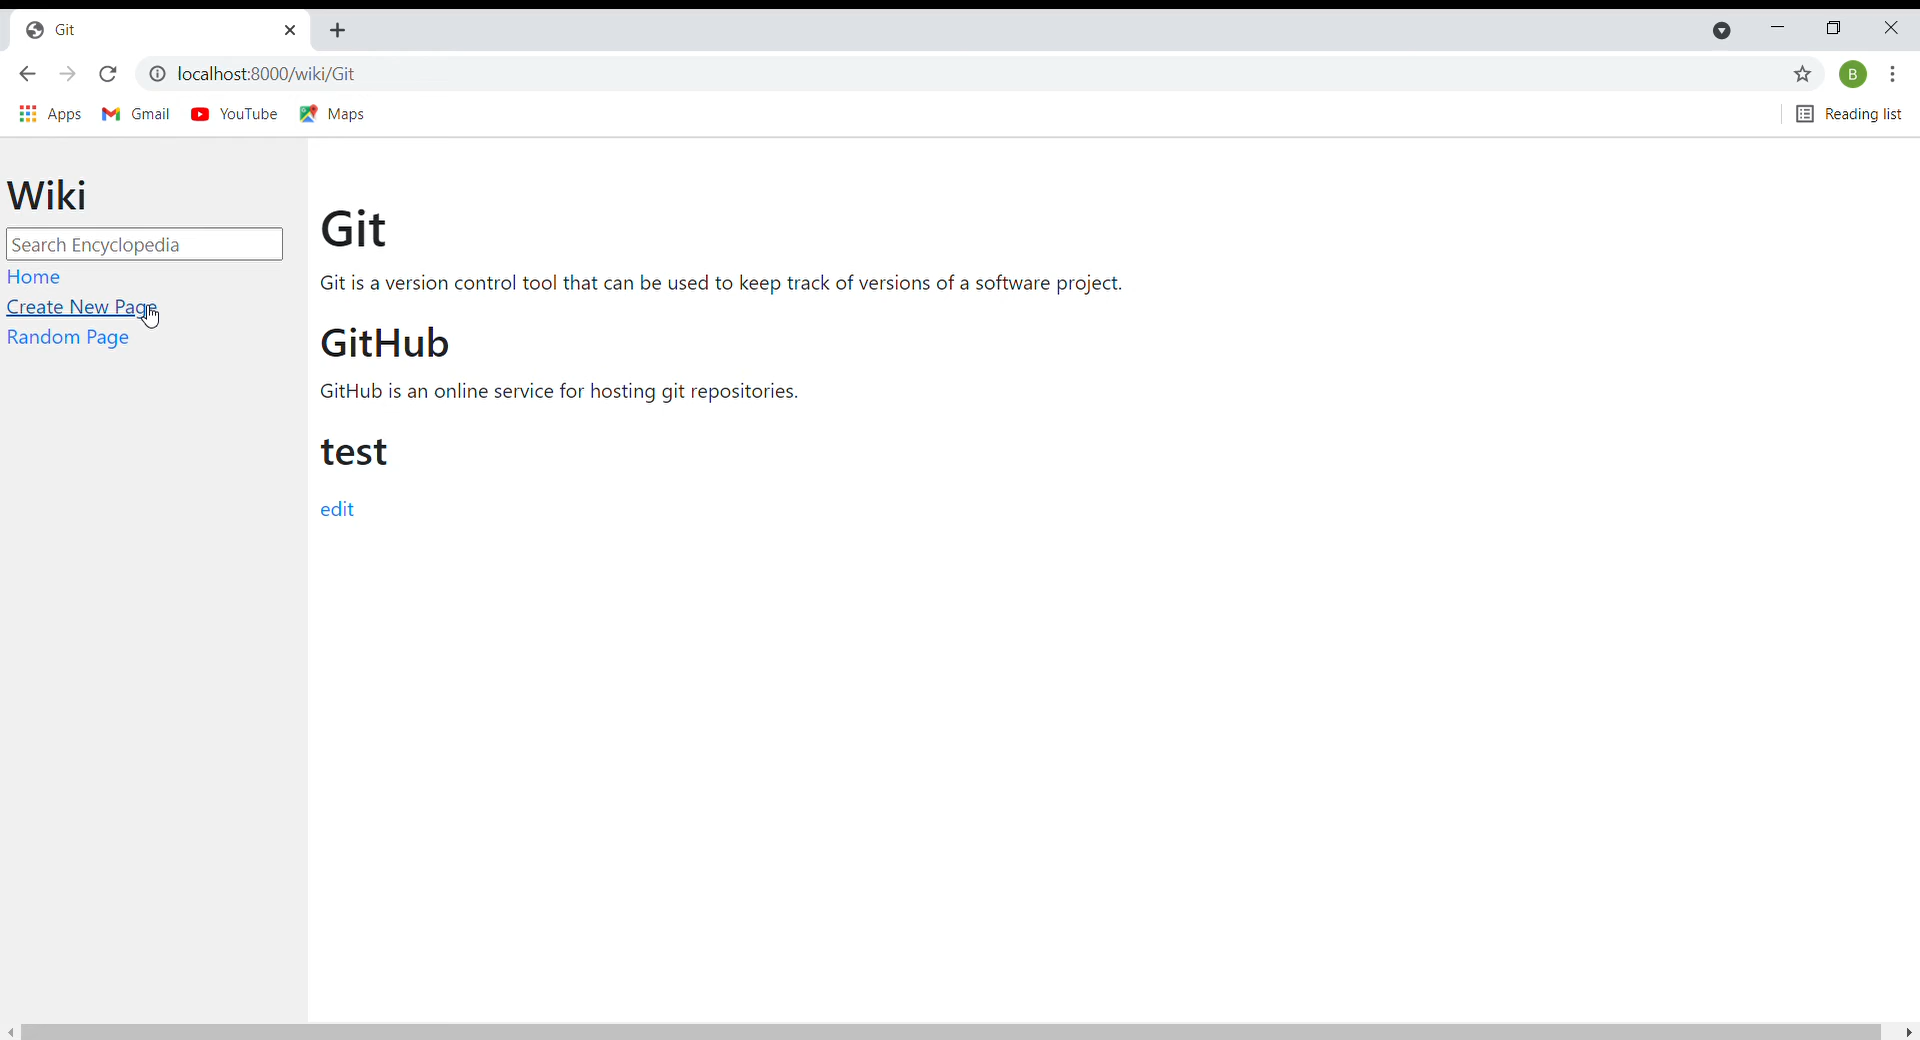 Git
localhost:8000/wiki/Git
B
Apps
Gmail
YouTube
Maps
Reading list
Wiki
Search Encyclopedia
Home
Create New Page
Random Page
Git
Git is a version control tool that can be used to keep track of versions of a software project.
GitHub
GitHub is an online service for hosting git repositories.
test
edit